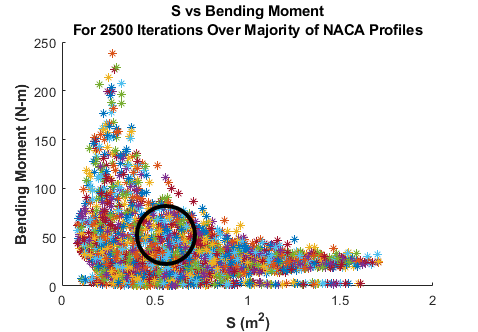 S vs Bending Moment
For 2500 Iterations Over Majority of NACA Profiles
Bending Moment (N-m)
250
200
150
100
50
0
0
0.5
1
1.5
2
S (m²)